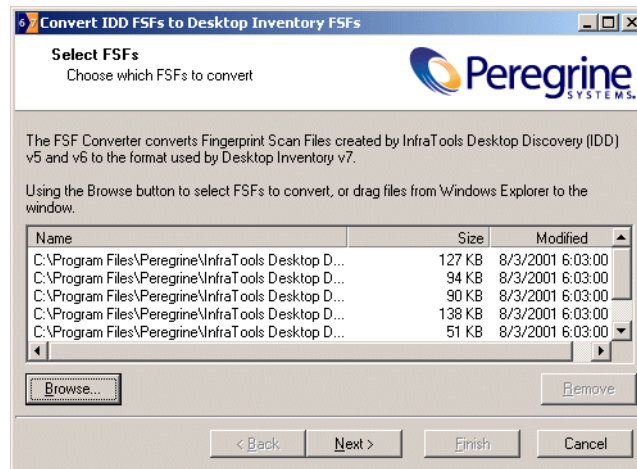 6 7 Convert IDD FSFs to Desktop Inventory FSFs
Select FSFs
Choose which FSFs to convert
Peregrine
SYSTEMS
The FSF Converter converts Fingerprint Scan Files created by InfraTools Desktop Discovery (IDD)
v5 and v6 to the format used by Desktop Inventory v7.
Using the Browse button to select FSFs to convert, or drag files from Windows Explorer to the
window.
Name Size Modified
C:\Program Files\Peregrine\InfraTools Desktop D... 127 KB 8/3/2001 6:03:00
C:\Program Files\Peregrine\InfraTools Desktop D... 94 KB 8/3/2001 6:03:00
C:\Program Files\Peregrine\InfraTools Desktop D... 90 KB 8/3/2001 6:03:00
C:\Program Files\Peregrine\InfraTools Desktop D... 138 KB 8/3/2001 6:03:00
C:\Program Files\Peregrine\InfraTools Desktop D... 51 KB 8/3/2001 6:03:00
Browse... Remove
< Back Next > Finish Cancel